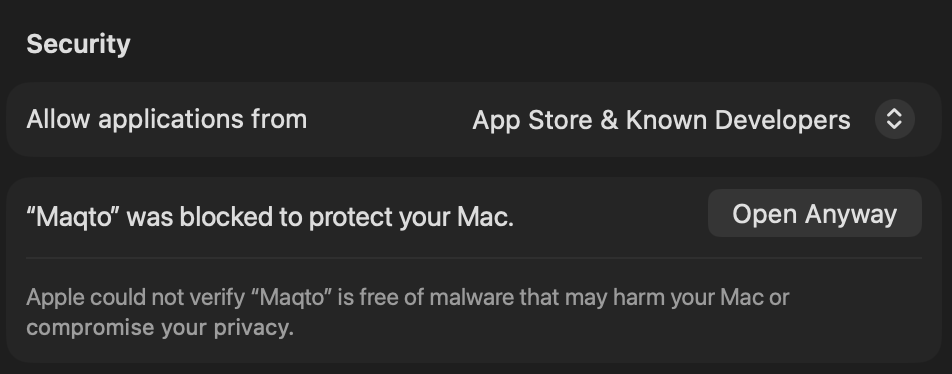 Security
Allow applications from App Store & Known Developers
“Maqto” was blocked to protect your Mac. Open Anyway
Apple could not verify “Maqto” is free of malware that may harm your Mac or
compromise your privacy.